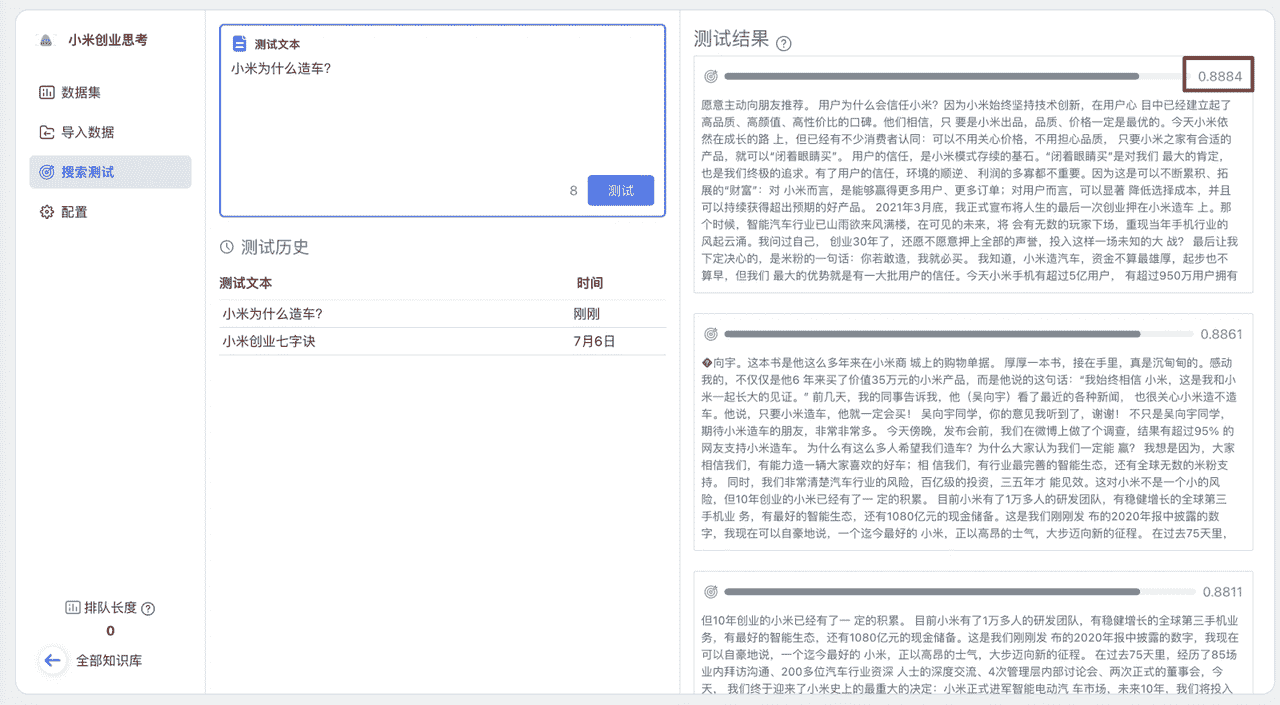 小米创业思考
数据集
导入数据
搜索测试
配置
排队长度
0
全部知识库
测试文本
小米为什么造车?
8
测试
测试历史
测试文本 时间
小米为什么造车? 刚刚
小米创业七字诀 7月6日
测试结果
0.8884
愿意主动向朋友推荐。 用户为什么会信任小米? 因为小米始终坚持技术创新，在用户心 目中已经建立起了
高品质、高颜值、高性价比的口碑。他们相信，只 要是小米出品，品质、价格一定是最优的。今天小米依
然在成长的路 上，但已经有不少消费者认同：可以不用关心价格，不用担心品质， 只要小米之家有合适的
产品，就可以“闭着眼睛买”。 用户的信任，是小米模式存续的基石。“闭着眼睛买”是对我们 最大的肯定，
也是我们终极的追求。有了用户的信任，环境的顺逆、 利润的多寡都不重要。因为这是可以不断累积、拓
展的“财富”：对 小米而言，是能够赢得更多用户、更多订单；对用户而言，可以显著 降低选择成本，并且
可以持续获得超出预期的好产品。 2021年3月底，我正式宣布将人生的最后一次创业押在小米造车 上。那
个时候，智能汽车行业已山雨欲来风满楼，在可见的未来，将 会有无数的玩家下场，重现当年手机行业的
风起云涌。我问过自己， 创业30年了，还愿不愿意押上全部的声誉，投入这样一场未知的大 战? 最后让我
下定决心的，是米粉的一句话：你若敢造，我就必买。 我知道，小米造汽车，资金不算最雄厚，起步也不
算早，但我们 最大的优势就是有一大批用户的信任。今天小米手机有超过5亿用户， 有超过950万用户拥有
0.8861
�向宇。这本书是他这么多年来在小米商 城上的购物单据。 厚厚一本书，接在手里，真是沉甸甸的。感动
我的，不仅仅是他6 年来买了价值35万元的小米产品，而是他说的这句话：“我始终相信 小米，这是我和小
米一起长大的见证。” 前几天，我的同事告诉我，他（吴向宇）看了最近的各种新闻， 也很关心小米造不造
车。他说，只要小米造车，他就一定会买！ 吴向宇同学，你的意见我听到了，谢谢！ 不只是吴向宇同学，
期待小米造车的朋友，非常非常多。 今天傍晚，发布会前，我们在微博上做了个调查，结果有超过95% 的
网友支持小米造车。 为什么有这么多人希望我们造车？为什么大家认为我们一定能 赢？ 我想是因为，大家
相信我们，有能力造一辆大家喜欢的好车；相 信我们，有行业最完善的智能生态，还有全球无数的米粉支
持。 同时，我们非常清楚汽车行业的风险，百亿级的投资，三五年才 能见效。这对小米不是一个小的风
险，但10年创业的小米已经有了一 定的积累。 目前小米有了1万多人的研发团队，有稳健增长的全球第三
手机业 务，有最好的智能生态，还有1080亿元的现金储备。这是我们刚刚发 布的2020年报中披露的数
字，我现在可以自豪地说，一个迄今最好的 小米，正以高昂的士气，大步迈向新的征程。 在过去75天里，
0.8811
但10年创业的小米已经有了一 定的积累。 目前小米有了1万多人的研发团队，有稳健增长的全球第三手机业
务，有最好的智能生态，还有1080亿元的现金储备。这是我们刚刚发 布的2020年报中披露的数字，我现在
可以自豪地说，一个迄今最好的 小米，正以高昂的士气，大步迈向新的征程。 在过去75天里，经历了85场
业内拜访沟通、200多位汽车行业资深 人士的深度交流、4次管理层内部讨论会、两次正式的董事会，今
天， 我们终于迎来了小米史上的最重大的决定：小米正式进军智能电动汽 车市场，未来10年，我们将投入